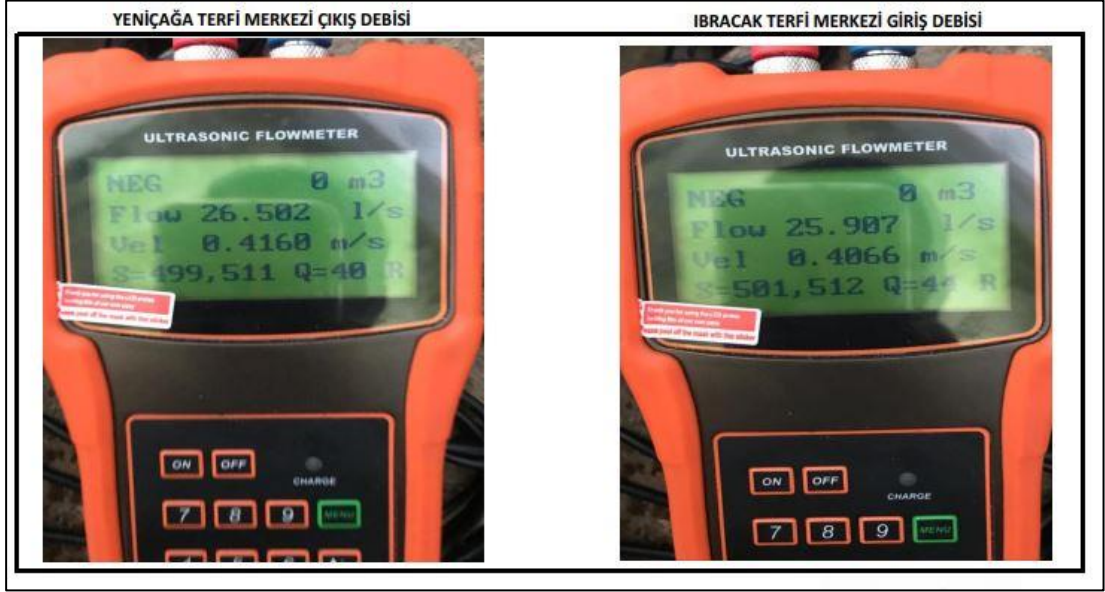 YENİÇAĞA TERFİ MERKEZİ ÇIKIŞ DEBİSİ
IBRACAK TERFİ MERKEZİ GİRİŞ DEBİSİ
ULTRASONIC FLOWMETER
NEG 0 m3
Flow 26.502 l/s
Vel 0.4160 m/s
S=499,511 Q=40 R
ON OFF
CHARGE
7 8 9 MENU
ULTRASONIC FLOWMETER
NEG 0 m3
Flow 25.907 l/s
Vel 0.4066 m/s
S=501,512 Q=44 R
ON OFF
CHARGE
7 8 9 MENU